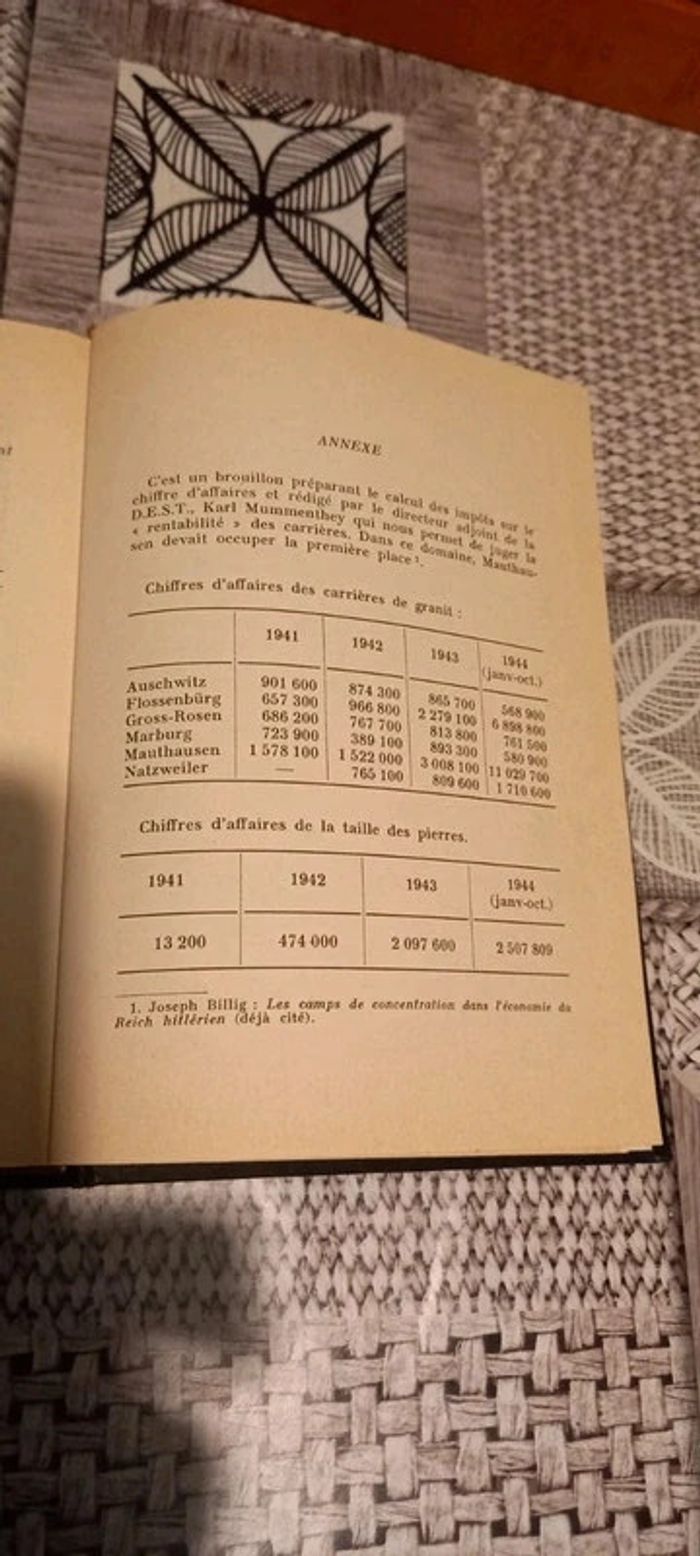 nt
ANNEXE
C'est un brouillon préparant le calcul des impôts sur le
chiffre d'affaires et rédigé par le directeur adjoint de la
D.E.S.T., Karl Mummenthey qui nous permet de juger la
« rentabilité » des carrières. Dans ce domaine, Mauthau-
sen devait occuper la première place¹.
Chiffres d'affaires des carrières de granit :
1941 1942 1943 1944
(janv-oct.)
Auschwitz 901 600 874 300 865 700 568 900
Flossenbürg 657 300 966 800 2 279 100 6 898 800
Gross-Rosen 686 200 767 700 813 800 761 500
Marburg 723 900 389 100 893 300 580 900
Mauthausen 1 578 100 1 522 000 3 008 100 11 029 700
Natzweiler — 765 100 809 600 1 710 600
Chiffres d'affaires de la taille des pierres.
1941 1942 1943 1944
(janv-oct.)
13 200 474 000 2 097 600 2 507 809
1. Joseph Billig : Les camps de concentration dans l'économie du
Reich hitlérien (déjà cité).